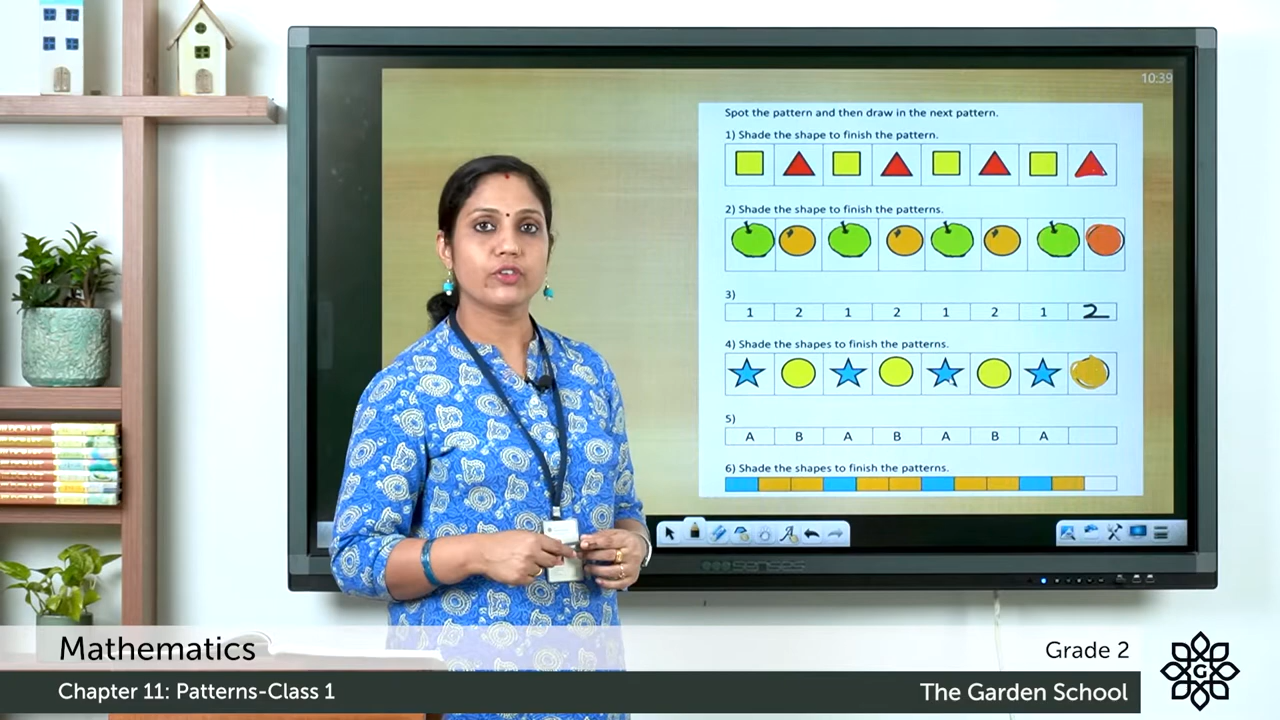 10:39
Spot the pattern and then draw in the next pattern.
1) Shade the shape to finish the pattern.
2) Shade the shape to finish the patterns.
3)
1 2 1 2 1 2 1 2
4) Shade the shapes to finish the patterns.
5)
A B A B A B A
6) Shade the shapes to finish the patterns.
senses
Mathematics
Grade 2
Chapter 11: Patterns-Class 1
The Garden School
G